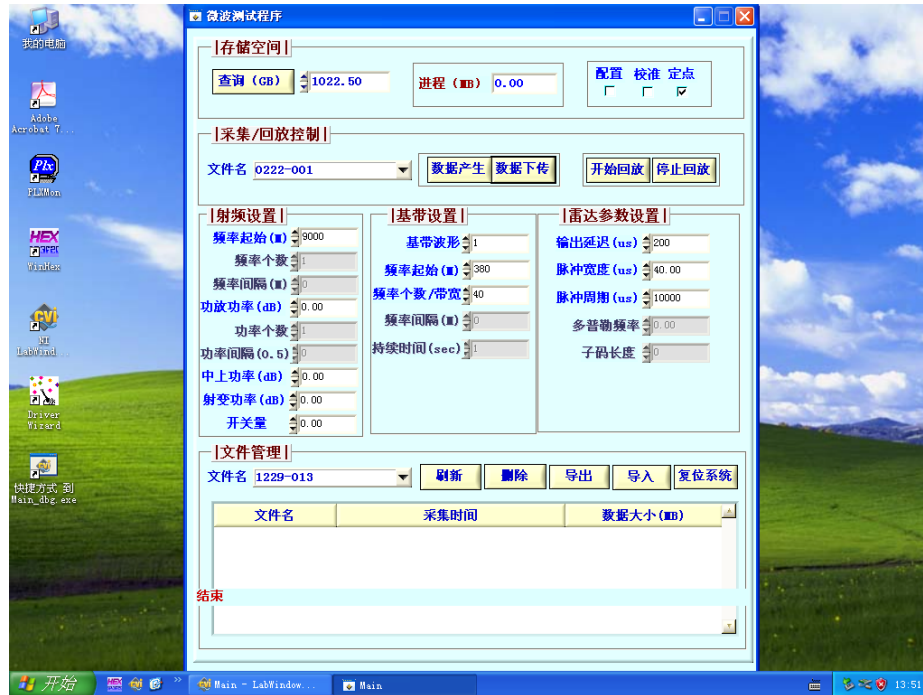 微波测试程序
我的电脑
Adobe
Acrobat 7...
Plx
PLXMon
HEX
WinHex
CVI
NI
LabWind...
Driver
Wizard
快捷方式 到
Main_dbg.exe
|存储空间|
查询 (GB) 1022.50
进程 (MB) 0.00
配置 校准 定点
|采集/回放控制|
文件名 0222-001
数据产生 数据下传
开始回放 停止回放
|射频设置|
频率起始(M) 9000
频率个数 1
频率间隔(M) 0
功放功率(dB) 0.00
功率个数 1
功率间隔(0.5) 0
中上功率(dB) 0.00
射变功率(dB) 0.00
开关量 0.00
|基带设置|
基带波形 1
频率起始(M) 380
频率个数/带宽 40
频率间隔(M) 0
持续时间(sec) 1
|雷达参数设置|
输出延迟(us) 200
脉冲宽度(us) 40.00
脉冲周期(us) 10000
多普勒频率 0.00
子码长度 0
|文件管理|
文件名 1229-013
刷新 删除 导出 导入 复位系统
文件名 采集时间 数据大小(MB)
结束
开始 Main - LabWindow... Main 13:51